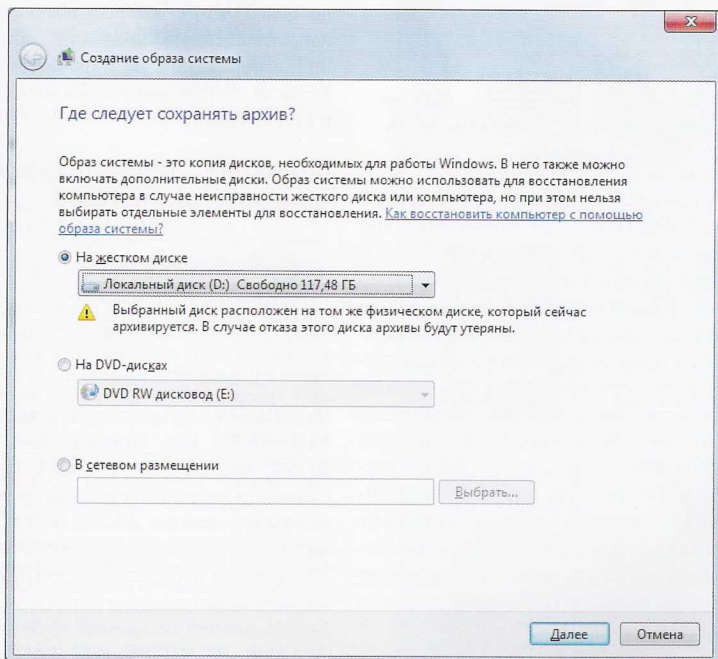 Создание образа системы
Где следует сохранять архив?
Образ системы - это копия дисков, необходимых для работы Windows. В него также можно
включать дополнительные диски. Образ системы можно использовать для восстановления
компьютера в случае неисправности жесткого диска или компьютера, но при этом нельзя
выбирать отдельные элементы для восстановления. Как восстановить компьютер с помощью
образа системы?
На жестком диске
Локальный диск (D:) Свободно 117,48 ГБ
Выбранный диск расположен на том же физическом диске, который сейчас
архивируется. В случае отказа этого диска архивы будут утеряны.
На DVD-дисках
DVD RW дисковод (E:)
В сетевом размещении
Выбрать...
Далее Отмена